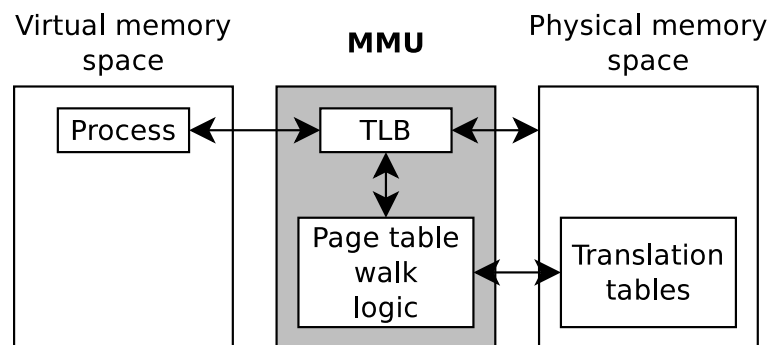 Virtual memory
space
MMU
Physical memory
space
Process
TLB
Page table
walk
logic
Translation
tables